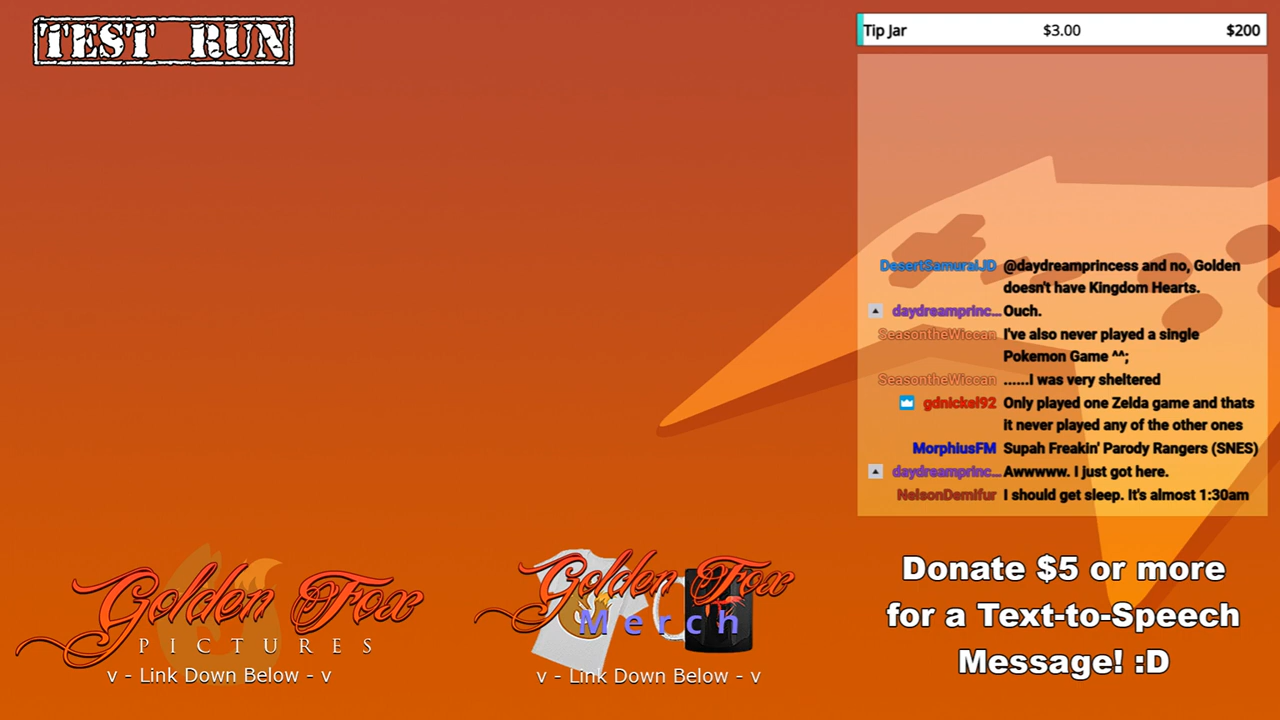 TEST RUN
Tip Jar $3.00 $200
DesertSamuraiJD @daydreamprincess and no, Golden
doesn't have Kingdom Hearts.
daydreamprinc... Ouch.
SeasontheWiccan I've also never played a single
Pokemon Game ^^;
SeasontheWiccan ......I was very sheltered
gdnickel92 Only played one Zelda game and thats
it never played any of the other ones
MorphiusFM Supah Freakin' Parody Rangers (SNES)
daydreamprinc... Awwwww. I just got here.
NelsonDemifur I should get sleep. It's almost 1:30am
Golden Fox
PICTURES
v - Link Down Below - v
Golden Fox
Merch
v - Link Down Below - v
Donate $5 or more
for a Text-to-Speech
Message! :D